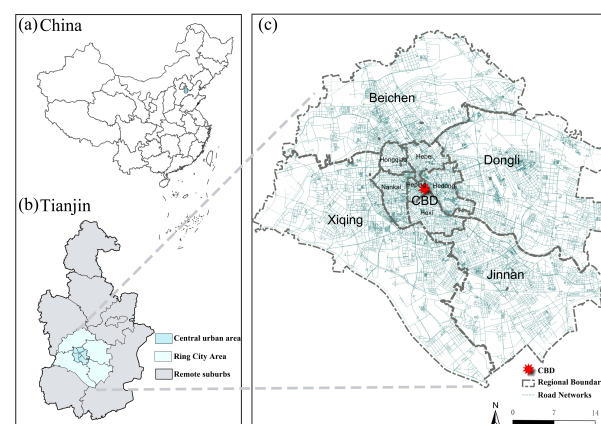 (a) China
(b) Tianjin
Central urban area
Ring City Area
Remote suburbs
(c)
Beichen
Hongqiao
Hebei
Dongli
Nankai
Heping
Hedong
CBD
Hexi
Xiqing
Jinnan
CBD
Regional Boundar
Road Networks
N
0 7 14